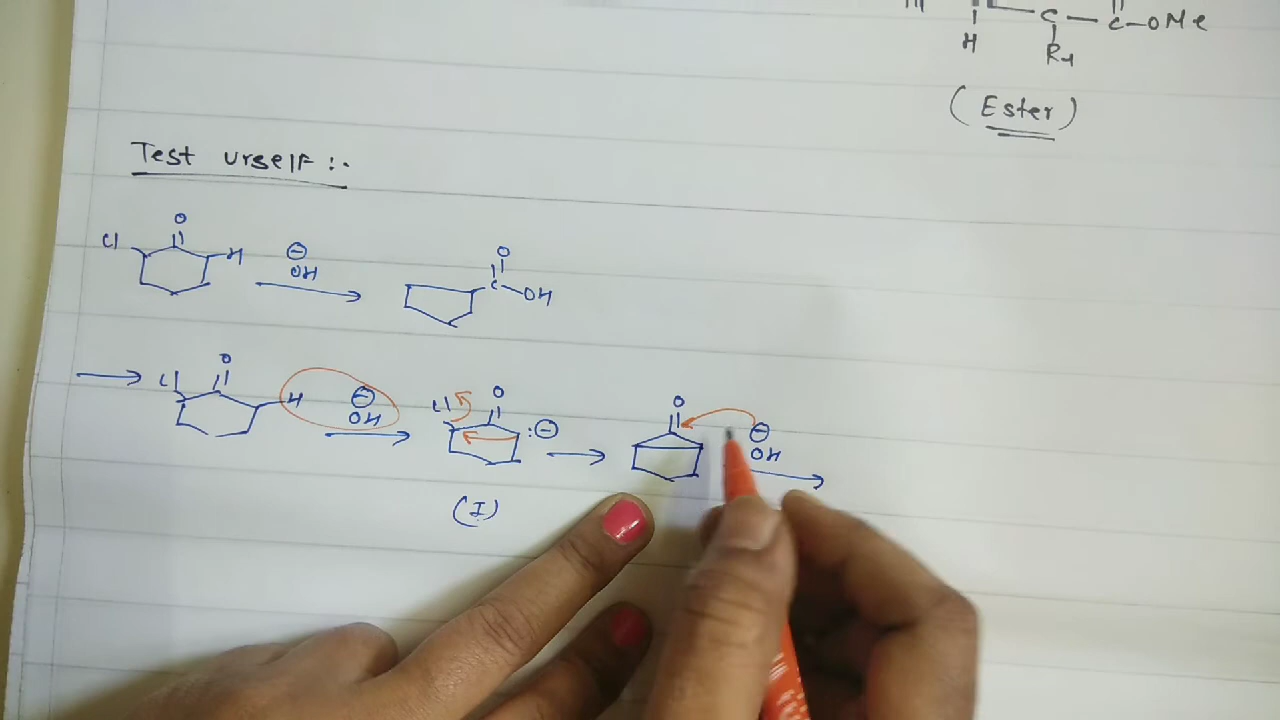 H C — C — OMe
R1
(Ester)
Test urself :-
O
Cl H ⊖ O
OH C OH
O
Cl H ⊖ Cl O :⊖ O ⊖
OH OH
(I)